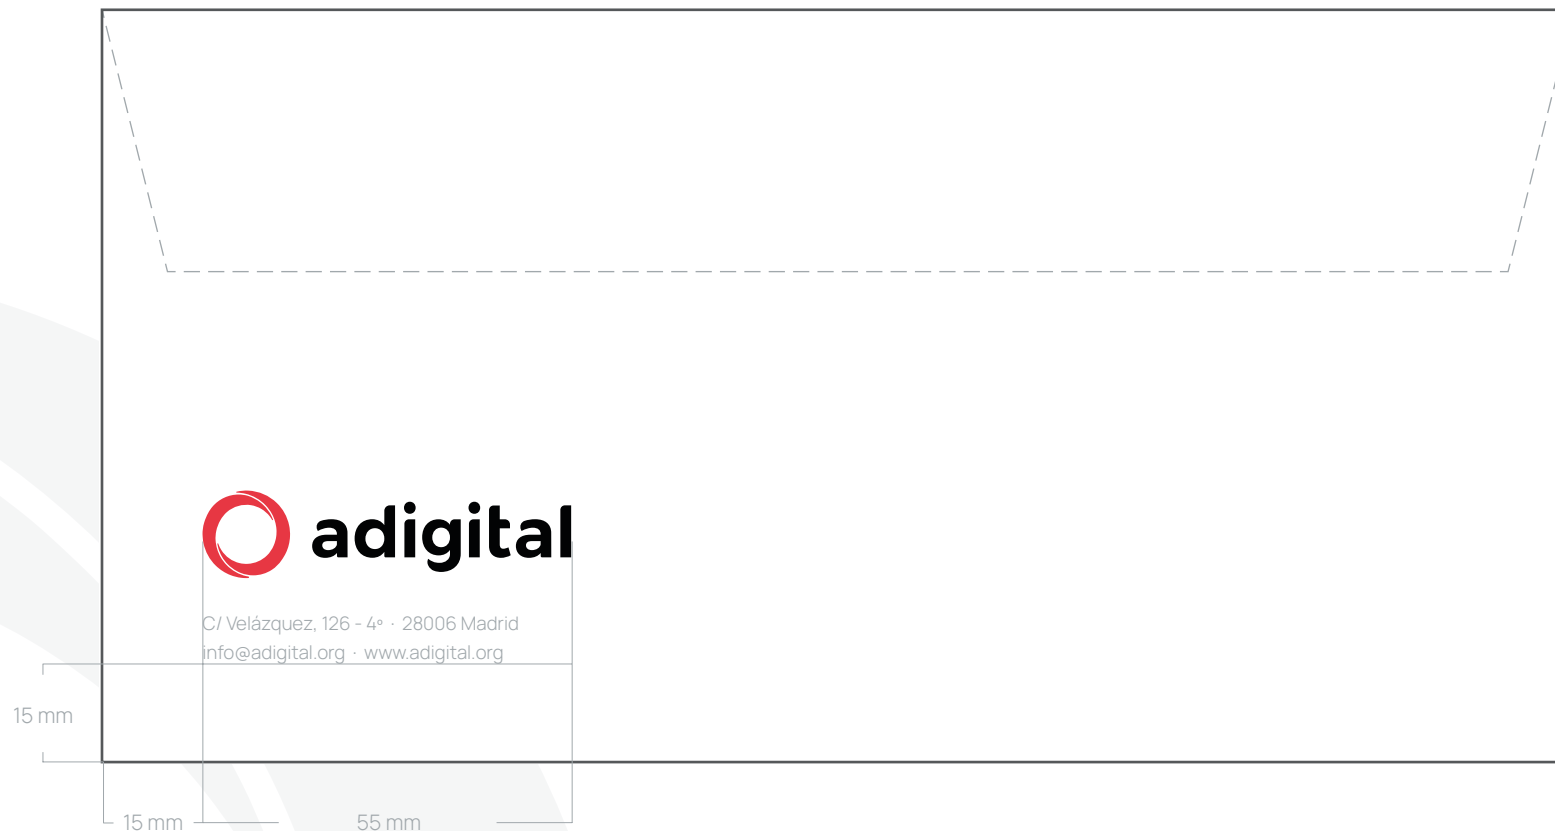 adigital
C/ Velázquez, 126 - 4º · 28006 Madrid
info@adigital.org · www.adigital.org
15 mm
15 mm
55 mm